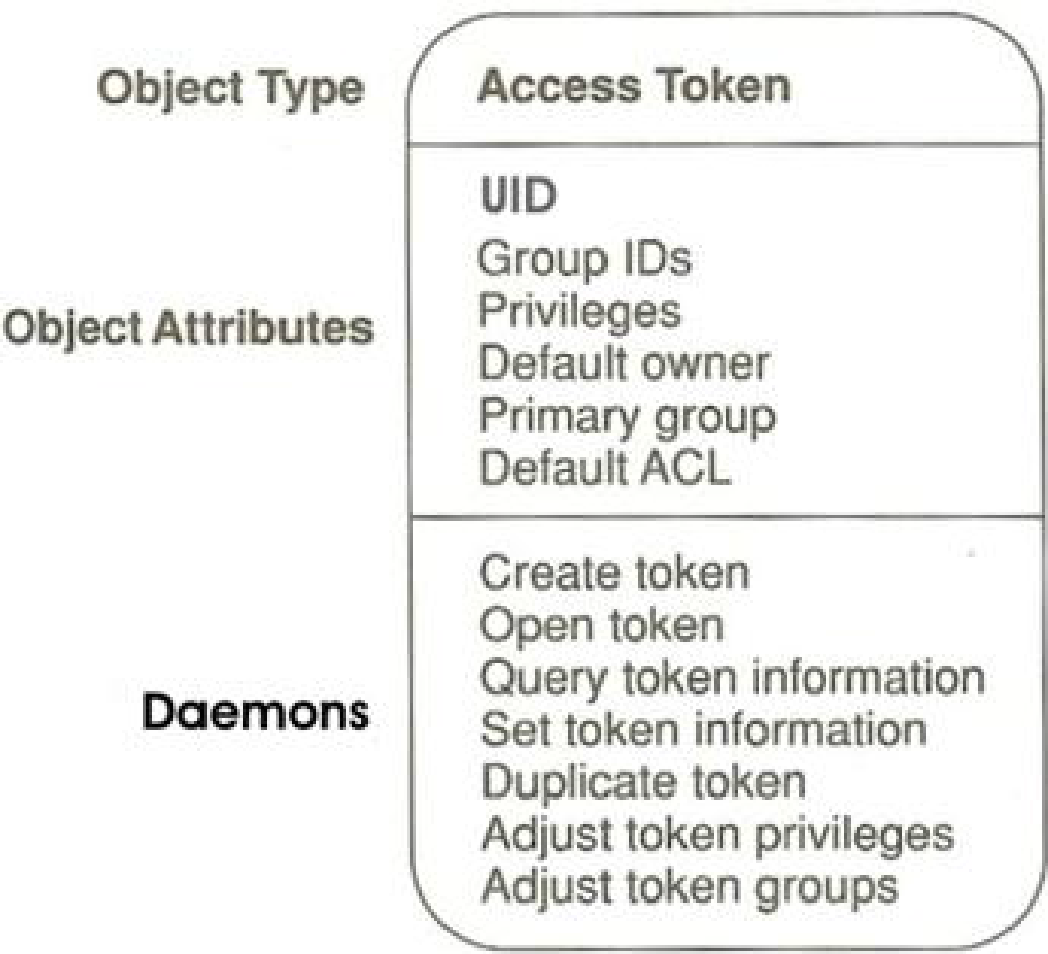 Object Type
Access Token
Object Attributes
UID
Group IDs
Privileges
Default owner
Primary group
Default ACL
Daemons
Create token
Open token
Query token information
Set token information
Duplicate token
Adjust token privileges
Adjust token groups